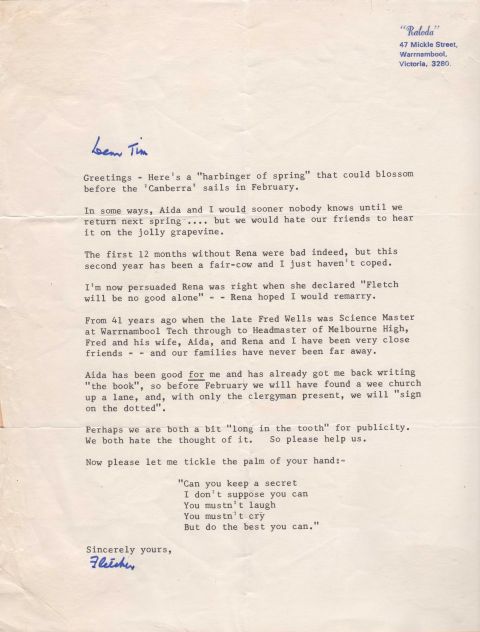 "Raloda"
47 Mickle Street,
Warrnambool,
Victoria, 3280.
Dear Tim
Greetings - Here's a "harbinger of spring" that could blossom
before the 'Canberra' sails in February.
In some ways, Aida and I would sooner nobody knows until we
return next spring .... but we would hate our friends to hear
it on the jolly grapevine.
The first 12 months without Rena were bad indeed, but this
second year has been a fair-cow and I just haven't coped.
I'm now persuaded Rena was right when she declared "Fletch
will be no good alone" - - Rena hoped I would remarry.
From 41 years ago when the late Fred Wells was Science Master
at Warrnambool Tech through to Headmaster of Melbourne High,
Fred and his wife, Aida, and Rena and I have been very close
friends - - and our families have never been far away.
Aida has been good for me and has already got me back writing
"the book", so before February we will have found a wee church
up a lane, and, with only the clergyman present, we will "sign
on the dotted".
Perhaps we are both a bit "long in the tooth" for publicity.
We both hate the thought of it. So please help us.
Now please let me tickle the palm of your hand:-
"Can you keep a secret
I don't suppose you can
You mustn't laugh
You mustn't cry
But do the best you can."
Sincerely yours,
Fletcher